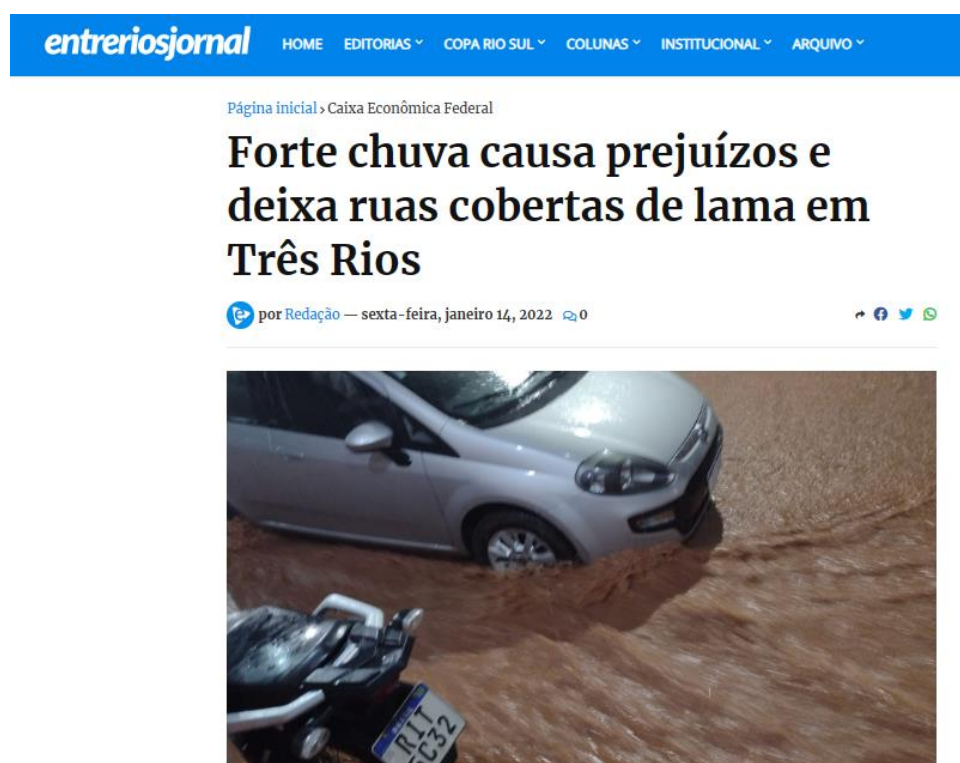 entreriosjornal HOME EDITORIAS COPA RIO SUL COLUNAS INSTITUCIONAL ARQUIVO
Página inicial › Caixa Econômica Federal
Forte chuva causa prejuízos e
deixa ruas cobertas de lama em
Três Rios
por Redação — sexta-feira, janeiro 14, 2022 0
RIT